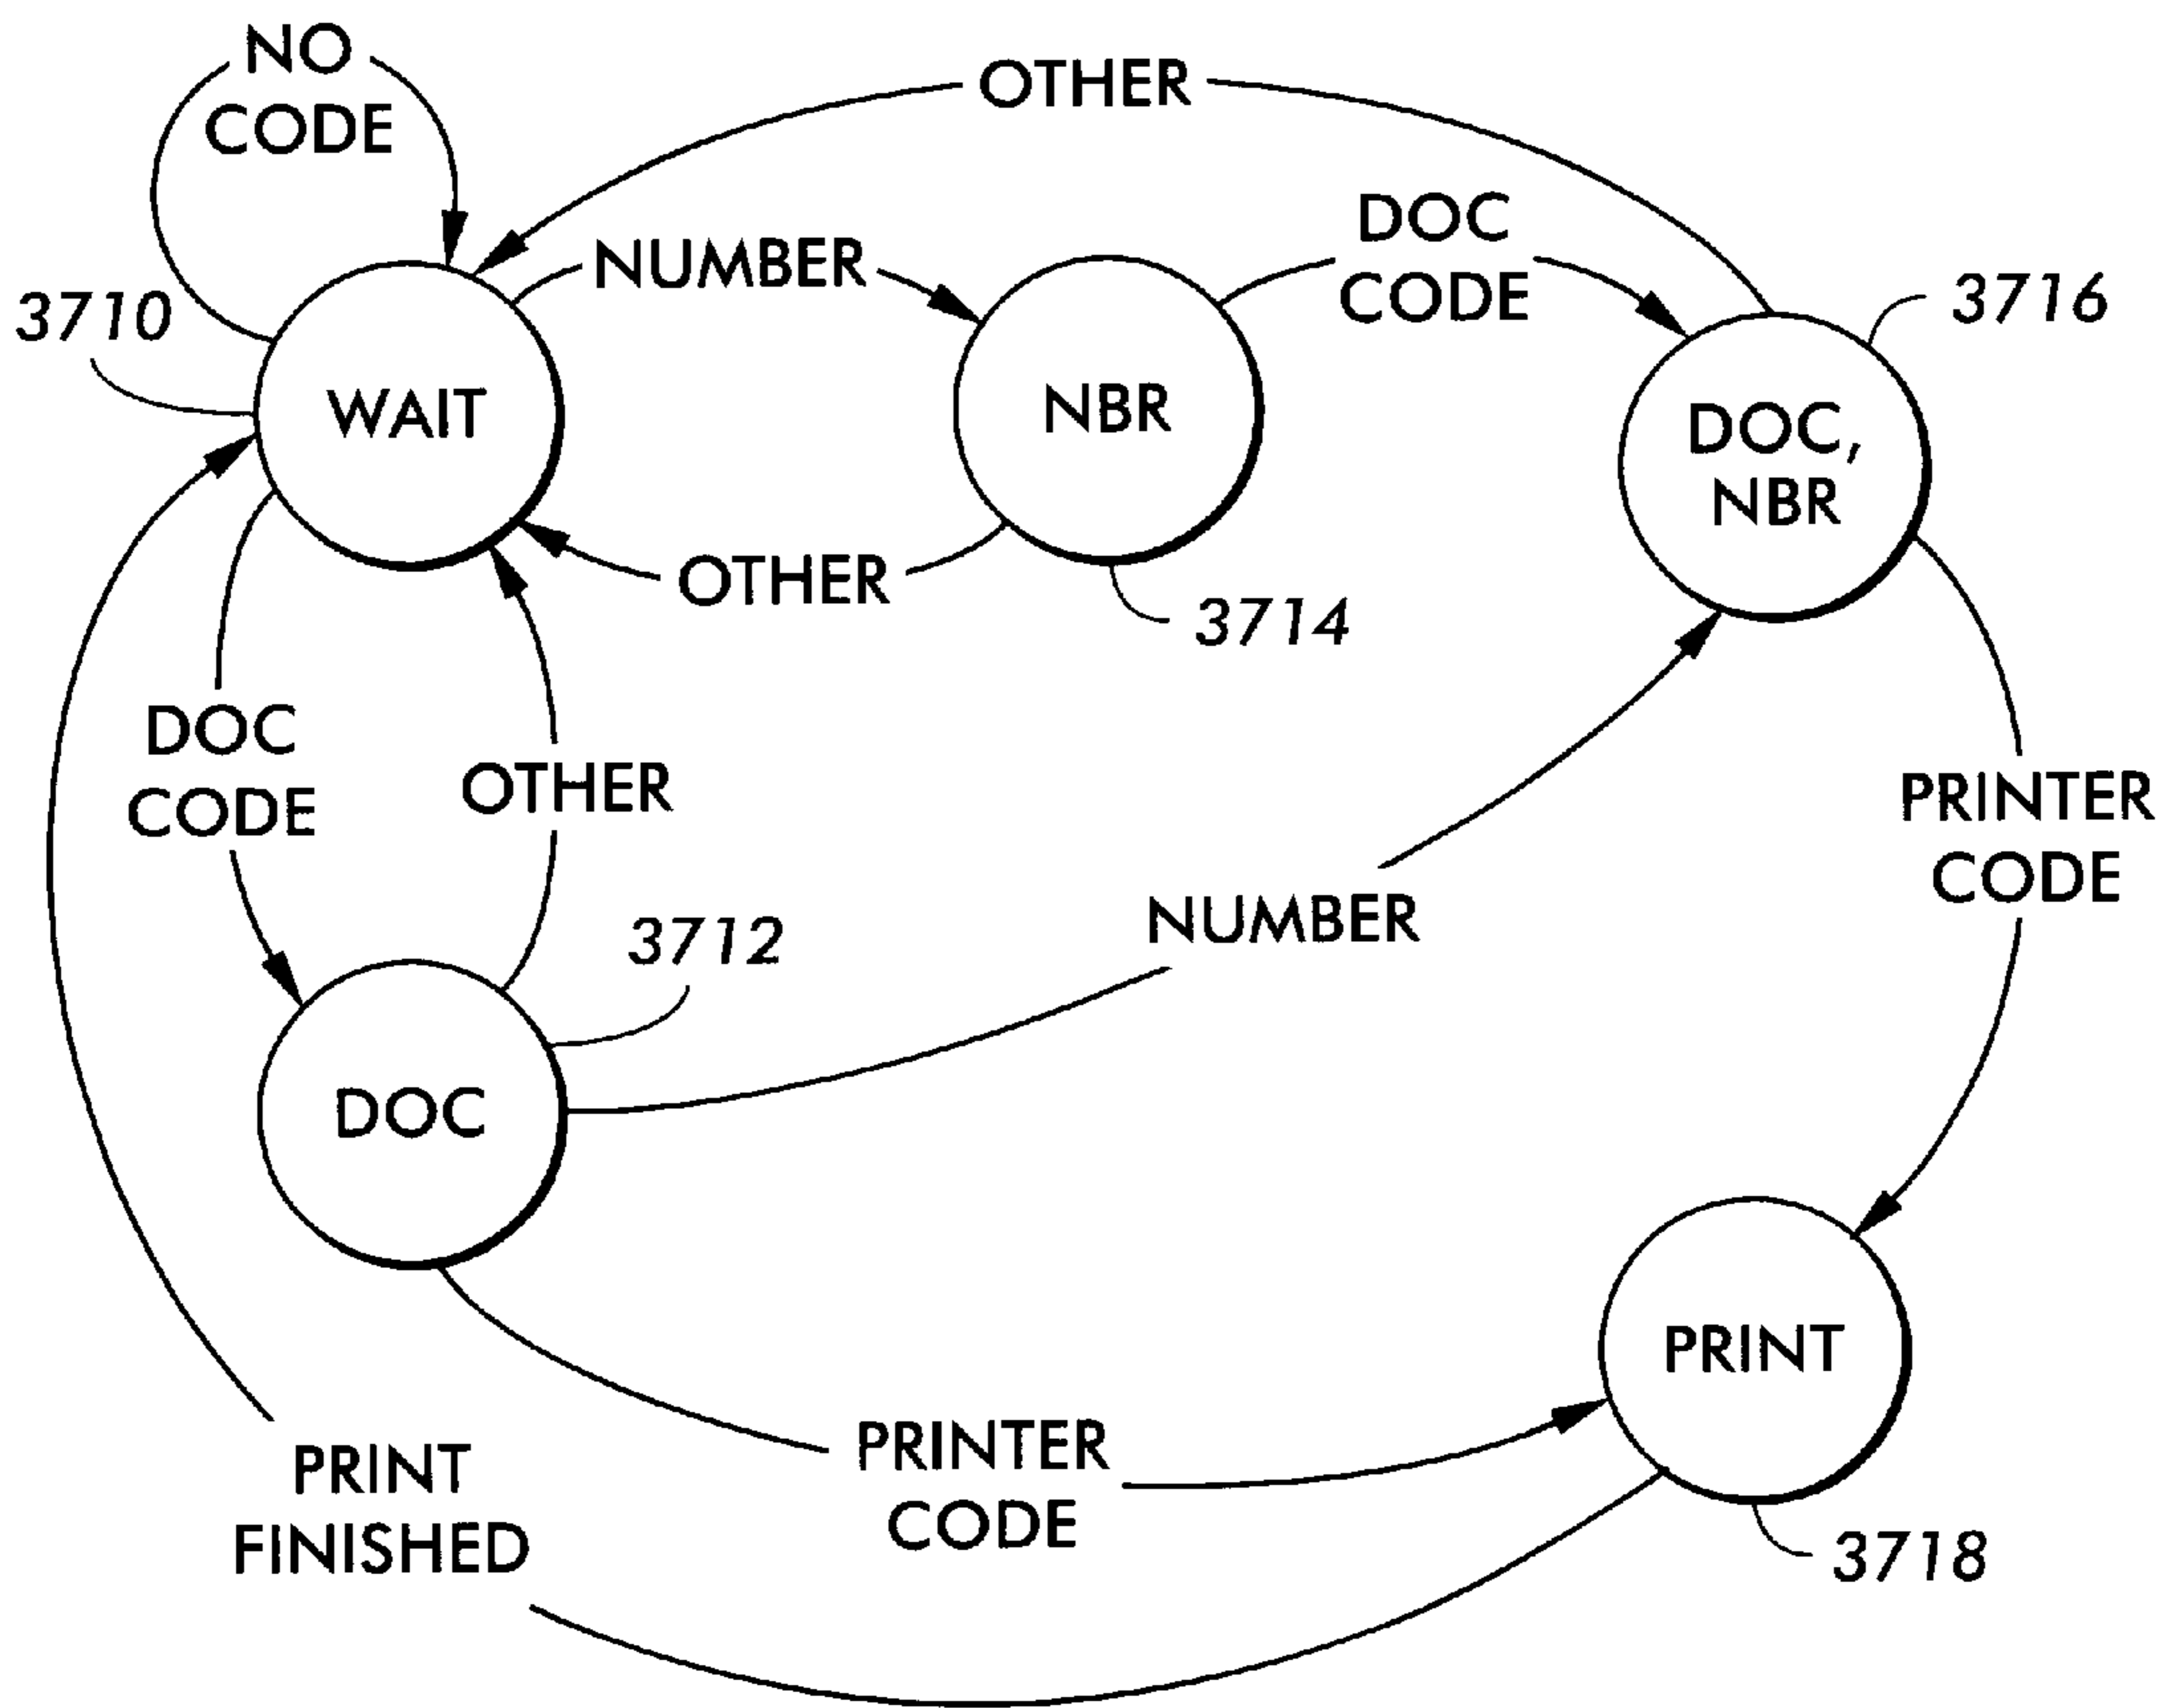 NO
CODE
OTHER
DOC
CODE
NUMBER
3710
3716
WAIT
NBR
DOC,
NBR
OTHER
3714
DOC
CODE
OTHER
PRINTER
CODE
NUMBER
3712
DOC
PRINT
PRINTER
CODE
PRINT
FINISHED
3718